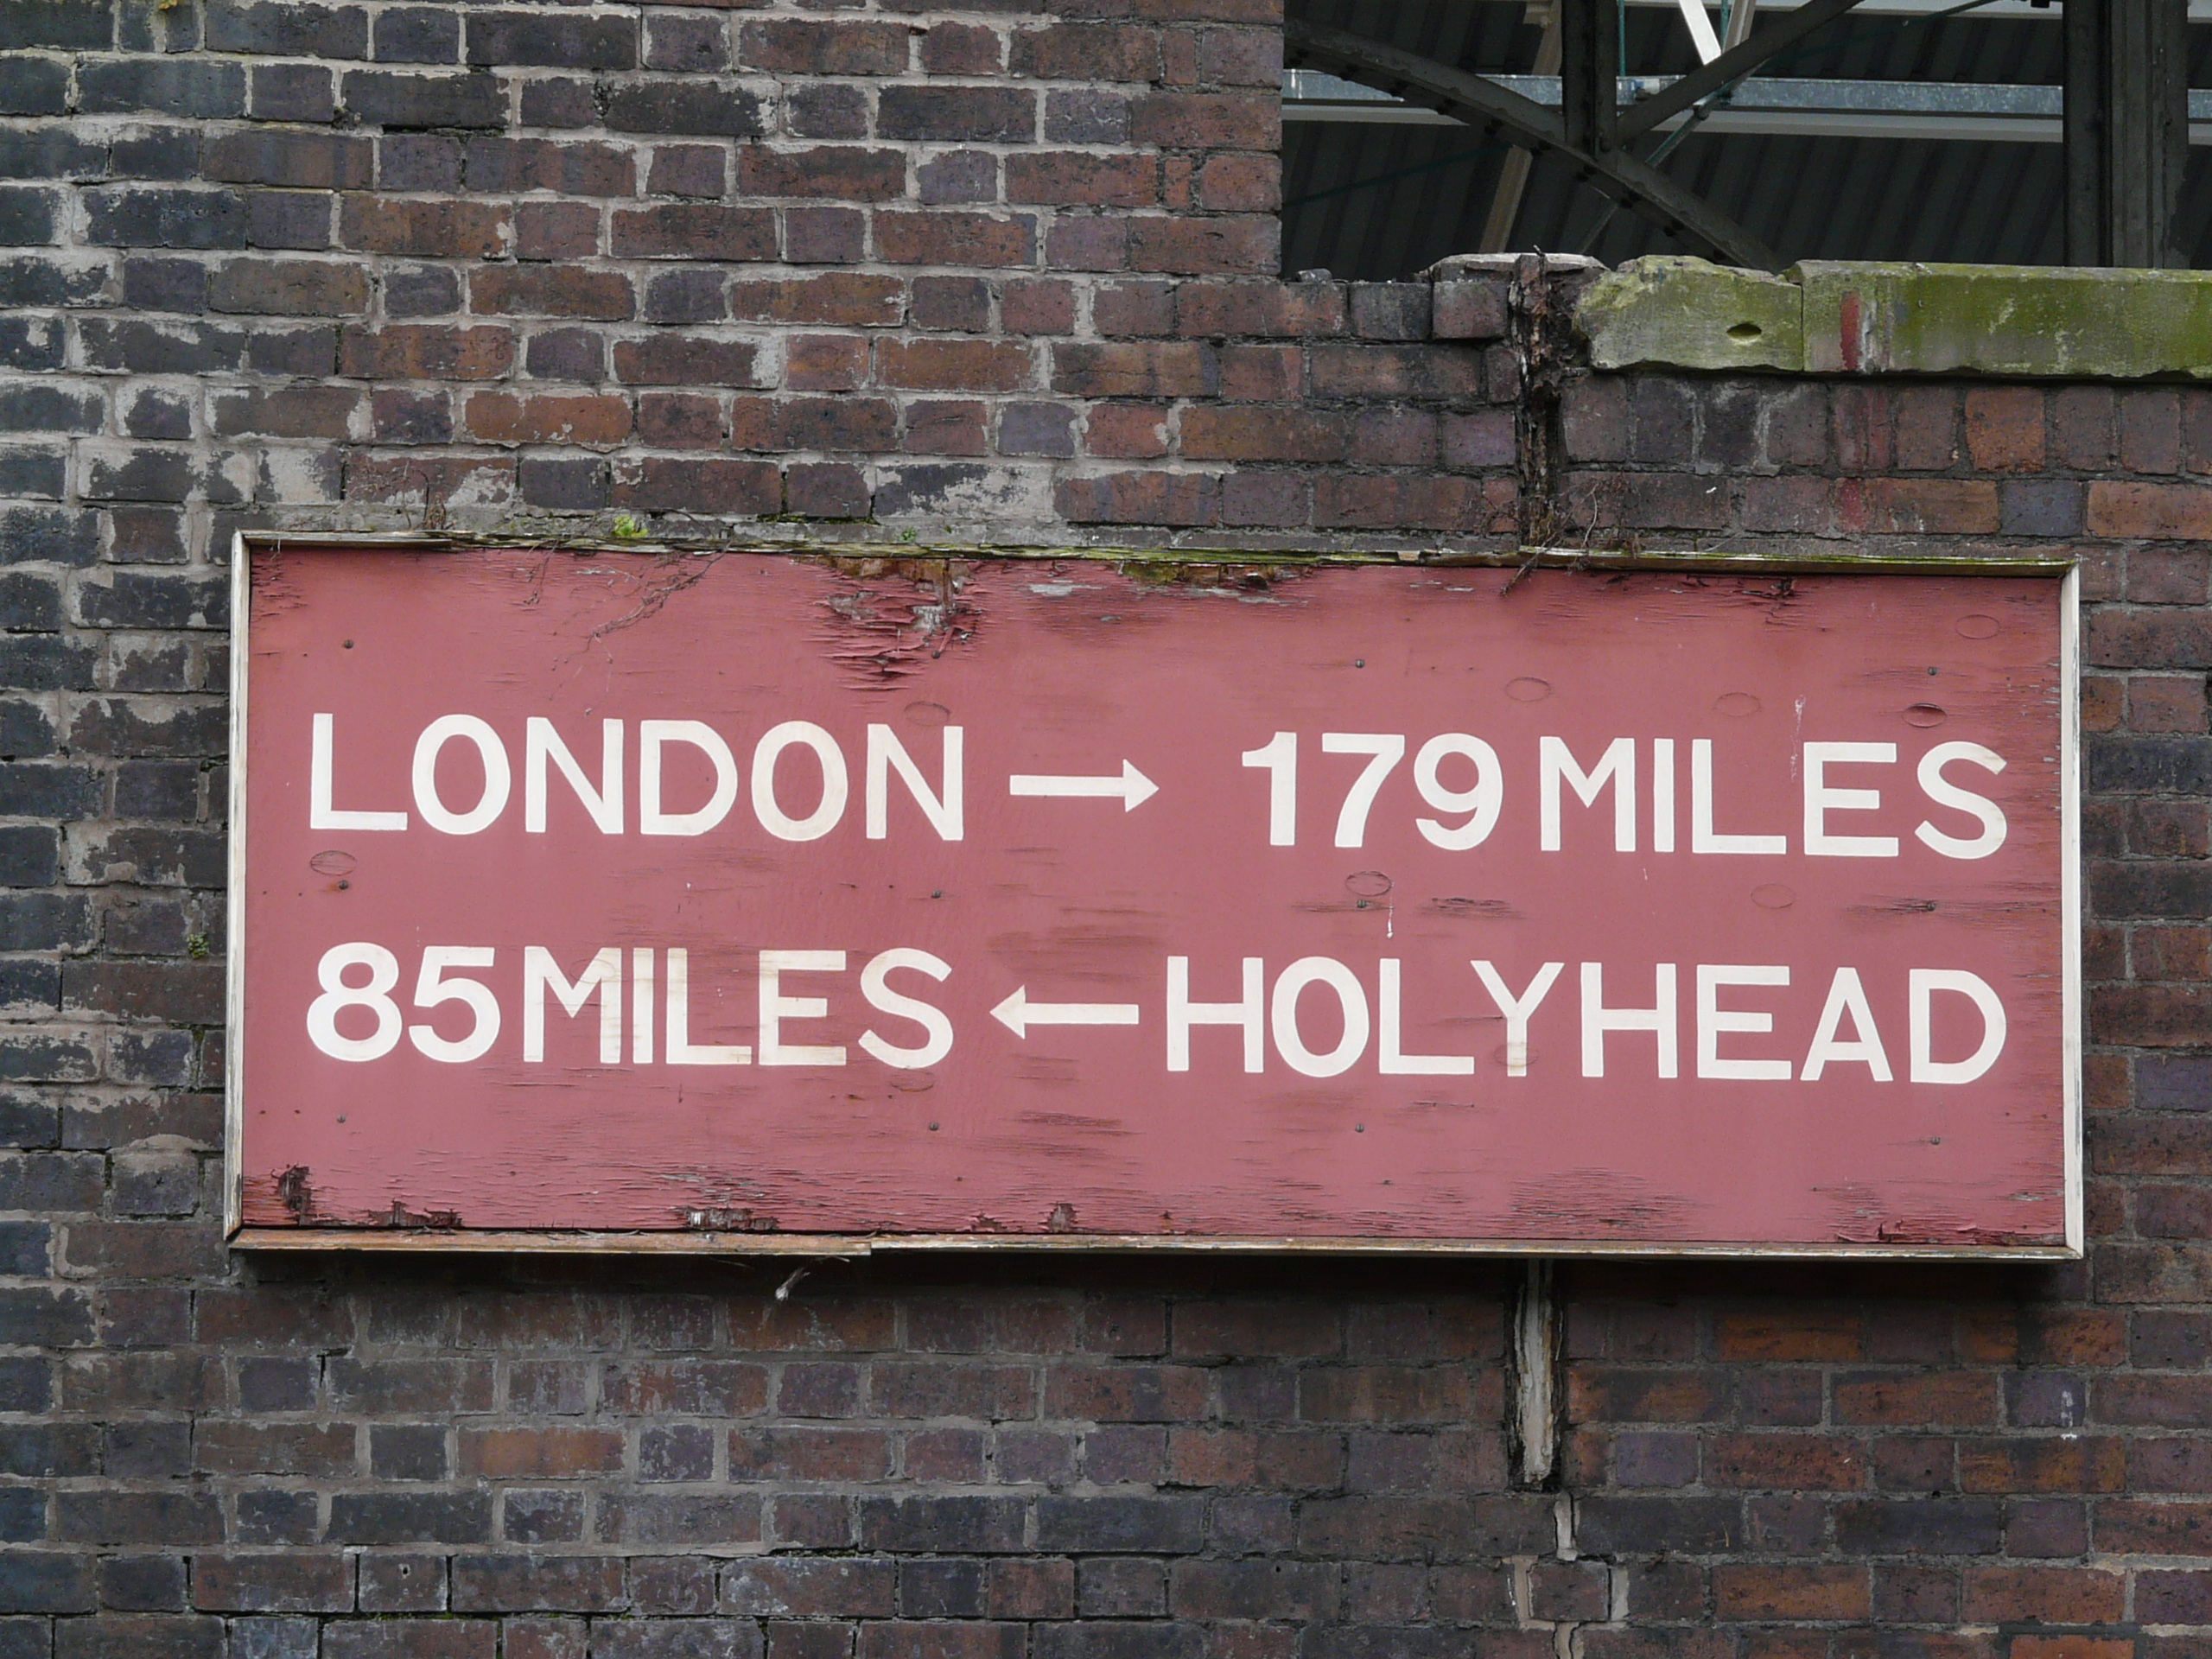 LONDON → 179 MILES
85 MILES ← HOLYHEAD